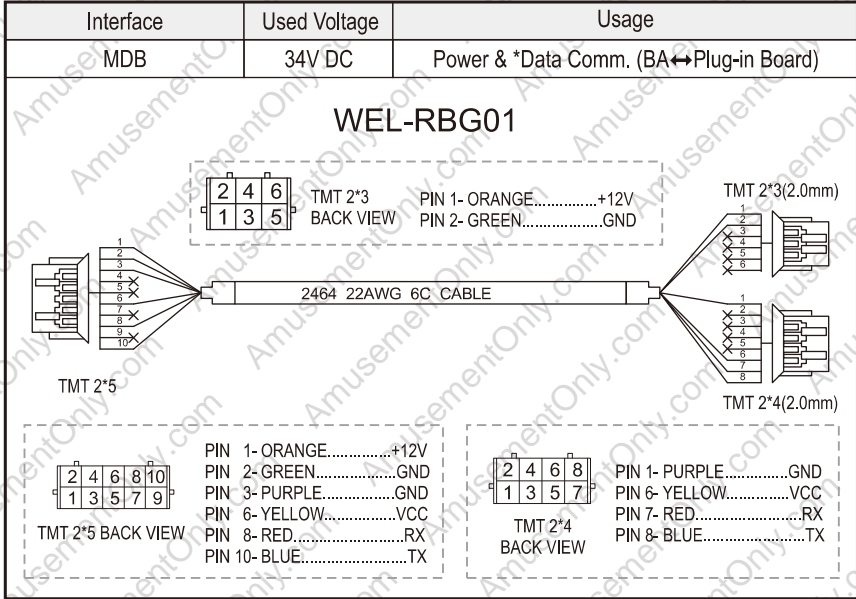 Interface Used Voltage Usage
MDB 34V DC Power & *Data Comm. (BA↔Plug-in Board)
WEL-RBG01
2 4 6
1 3 5
TMT 2*3
BACK VIEW
PIN 1- ORANGE...............+12V
PIN 2- GREEN...................GND
TMT 2*3(2.0mm)
1
2
3
4
5
6
1
2
3
4
5
6
7
8
9
10
2464 22AWG 6C CABLE
1
2
3
4
5
6
7
8
TMT 2*5
TMT 2*4(2.0mm)
2 4 6 8 10
1 3 5 7 9
TMT 2*5 BACK VIEW
PIN 1- ORANGE...............+12V
PIN 2- GREEN...................GND
PIN 3- PURPLE.................GND
PIN 6- YELLOW.................VCC
PIN 8- RED..........................RX
PIN 10- BLUE.........................TX
2 4 6 8
1 3 5 7
TMT 2*4
BACK VIEW
PIN 1- PURPLE...............GND
PIN 6- YELLOW...............VCC
PIN 7- RED.........................RX
PIN 8- BLUE.......................TX
AmusementOnly.com